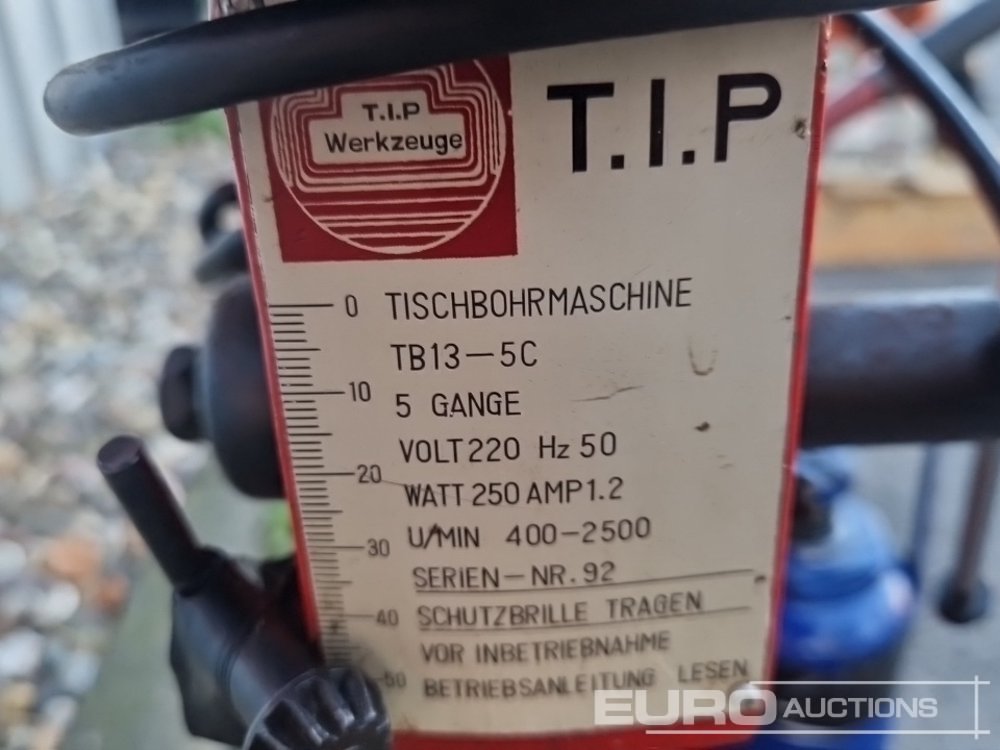 T.I.P
Werkzeuge
T.I.P
0 TISCHBOHRMASCHINE
TB13-5C
10 5 GANGE
VOLT 220 Hz 50
20 WATT 250 AMP 1.2
30 U/MIN 400-2500
SERIEN-NR. 92
40 SCHUTZBRILLE TRAGEN
VOR INBETRIEBNAHME
50 BETRIEBSANLEITUNG LESEN
EURO AUCTIONS